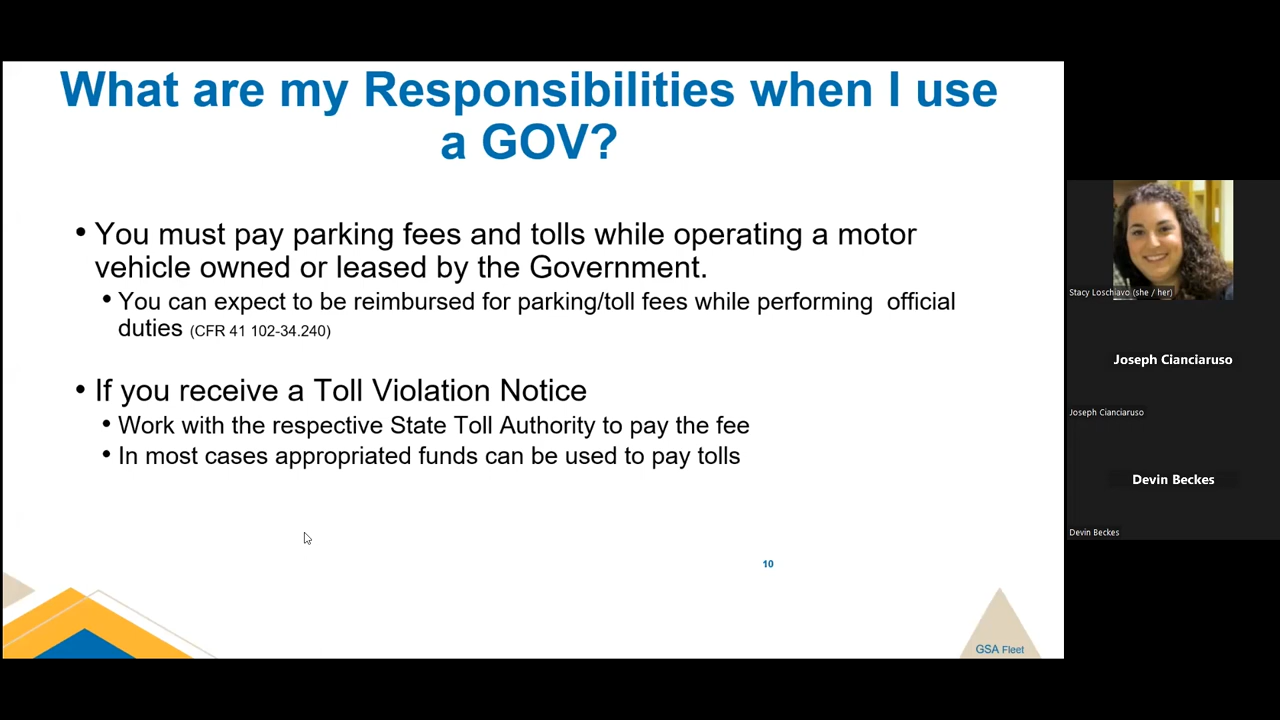 What are my Responsibilities when I use
a GOV?
• You must pay parking fees and tolls while operating a motor
vehicle owned or leased by the Government.
• You can expect to be reimbursed for parking/toll fees while performing official
duties (CFR 41 102-34.240)
• If you receive a Toll Violation Notice
• Work with the respective State Toll Authority to pay the fee
• In most cases appropriated funds can be used to pay tolls
10
GSA Fleet
Stacy Loschiavo (she / her)
Joseph Cianciaruso
Joseph Cianciaruso
Devin Beckes
Devin Beckes